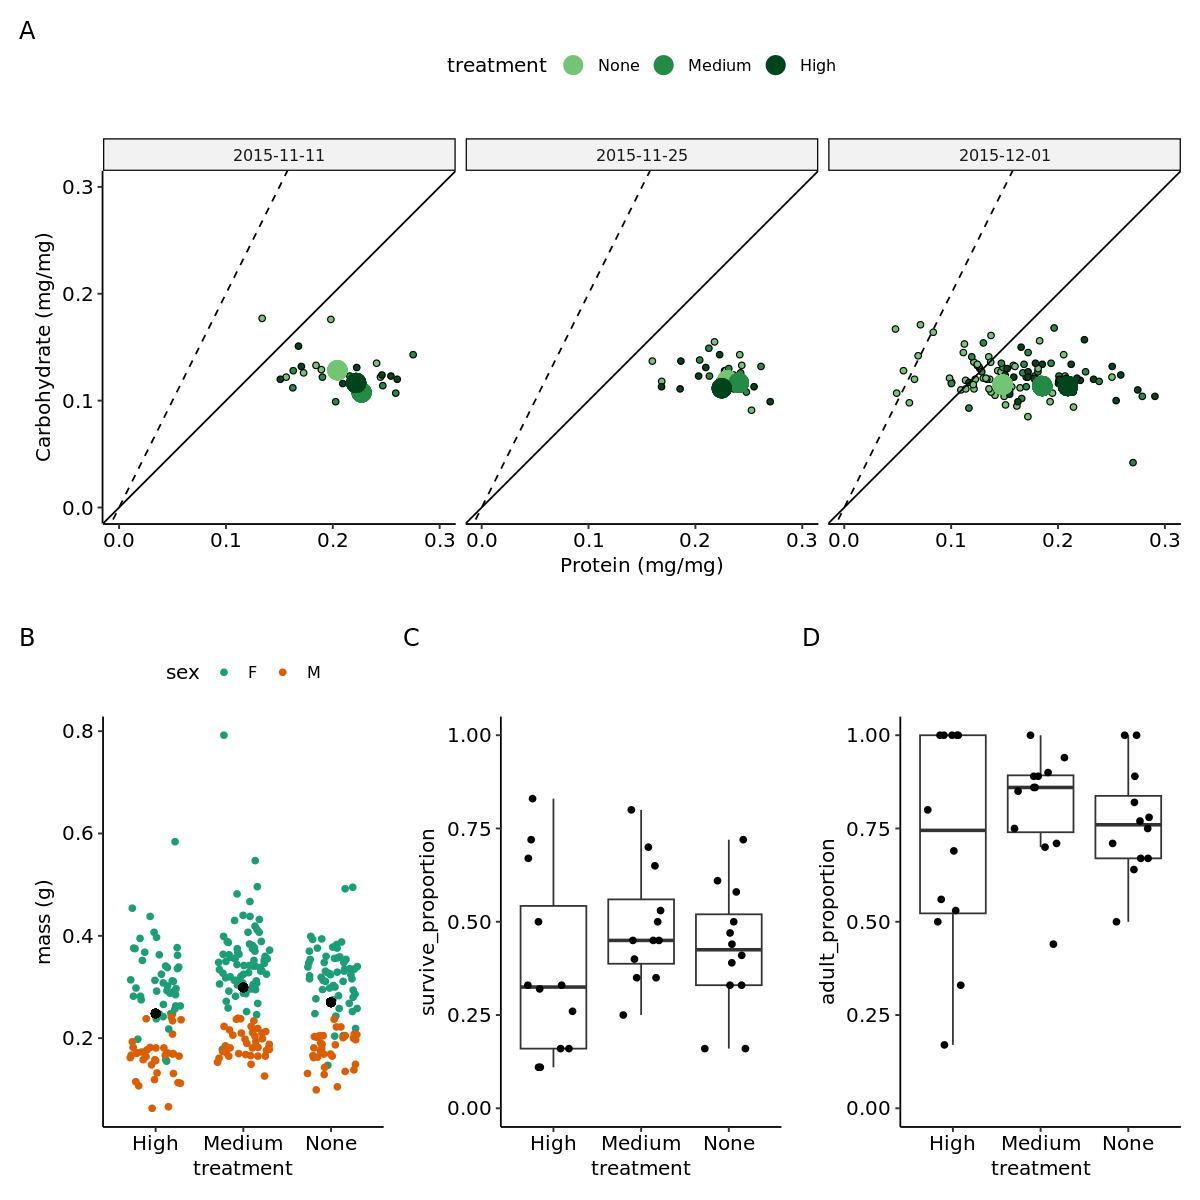 A
treatment None Medium High
2015-11-11 2015-11-25 2015-12-01
Carbohydrate (mg/mg)
0.3
0.2
0.1
0.0
0.0 0.1 0.2 0.3 0.0 0.1 0.2 0.3 0.0 0.1 0.2 0.3
Protein (mg/mg)
B
sex F M
mass (g)
0.8
0.6
0.4
0.2
High Medium None
treatment
C
survive_proportion
1.00
0.75
0.50
0.25
0.00
High Medium None
treatment
D
adult_proportion
1.00
0.75
0.50
0.25
0.00
High Medium None
treatment